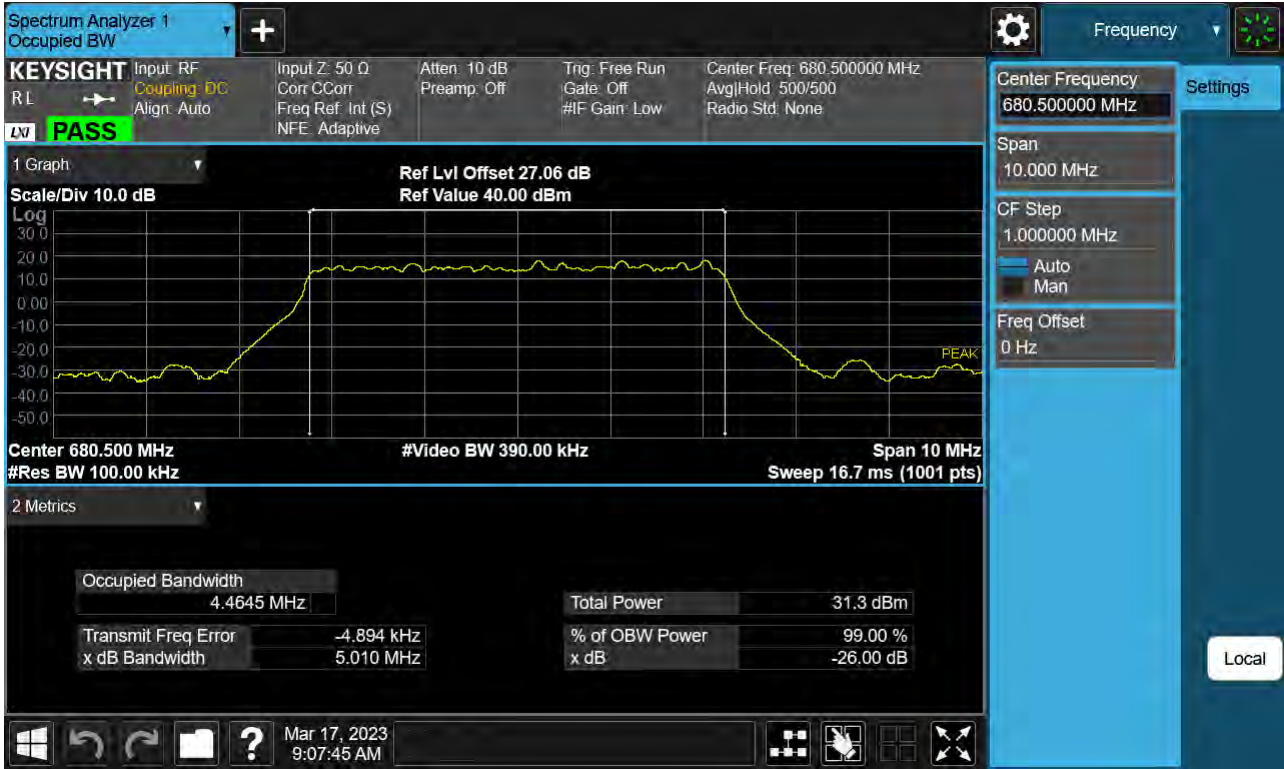 Spectrum Analyzer 1
Occupied BW
Frequency
KEYSIGHT
R L
LXI
PASS
Input: RF
Coupling: DC
Align: Auto
Input Z: 50 Ω
Corr CCorr
Freq Ref: Int (S)
NFE: Adaptive
Atten: 10 dB
Preamp: Off
Trig: Free Run
Gate: Off
#IF Gain: Low
Center Freq: 680.500000 MHz
Avg|Hold: 500/500
Radio Std: None
Center Frequency
680.500000 MHz
Settings
Span
10.000 MHz
CF Step
1.000000 MHz
Auto
Man
Freq Offset
0 Hz
Local
1 Graph
Scale/Div 10.0 dB
Ref Lvl Offset 27.06 dB
Ref Value 40.00 dBm
Log
30.0
20.0
10.0
0.00
-10.0
-20.0
-30.0
-40.0
-50.0
PEAK
Center 680.500 MHz
#Video BW 390.00 kHz
Span 10 MHz
#Res BW 100.00 kHz
Sweep 16.7 ms (1001 pts)
2 Metrics
Occupied Bandwidth
4.4645 MHz
Total Power 31.3 dBm
Transmit Freq Error -4.894 kHz
% of OBW Power 99.00 %
x dB Bandwidth 5.010 MHz
x dB -26.00 dB
?
Mar 17, 2023
9:07:45 AM